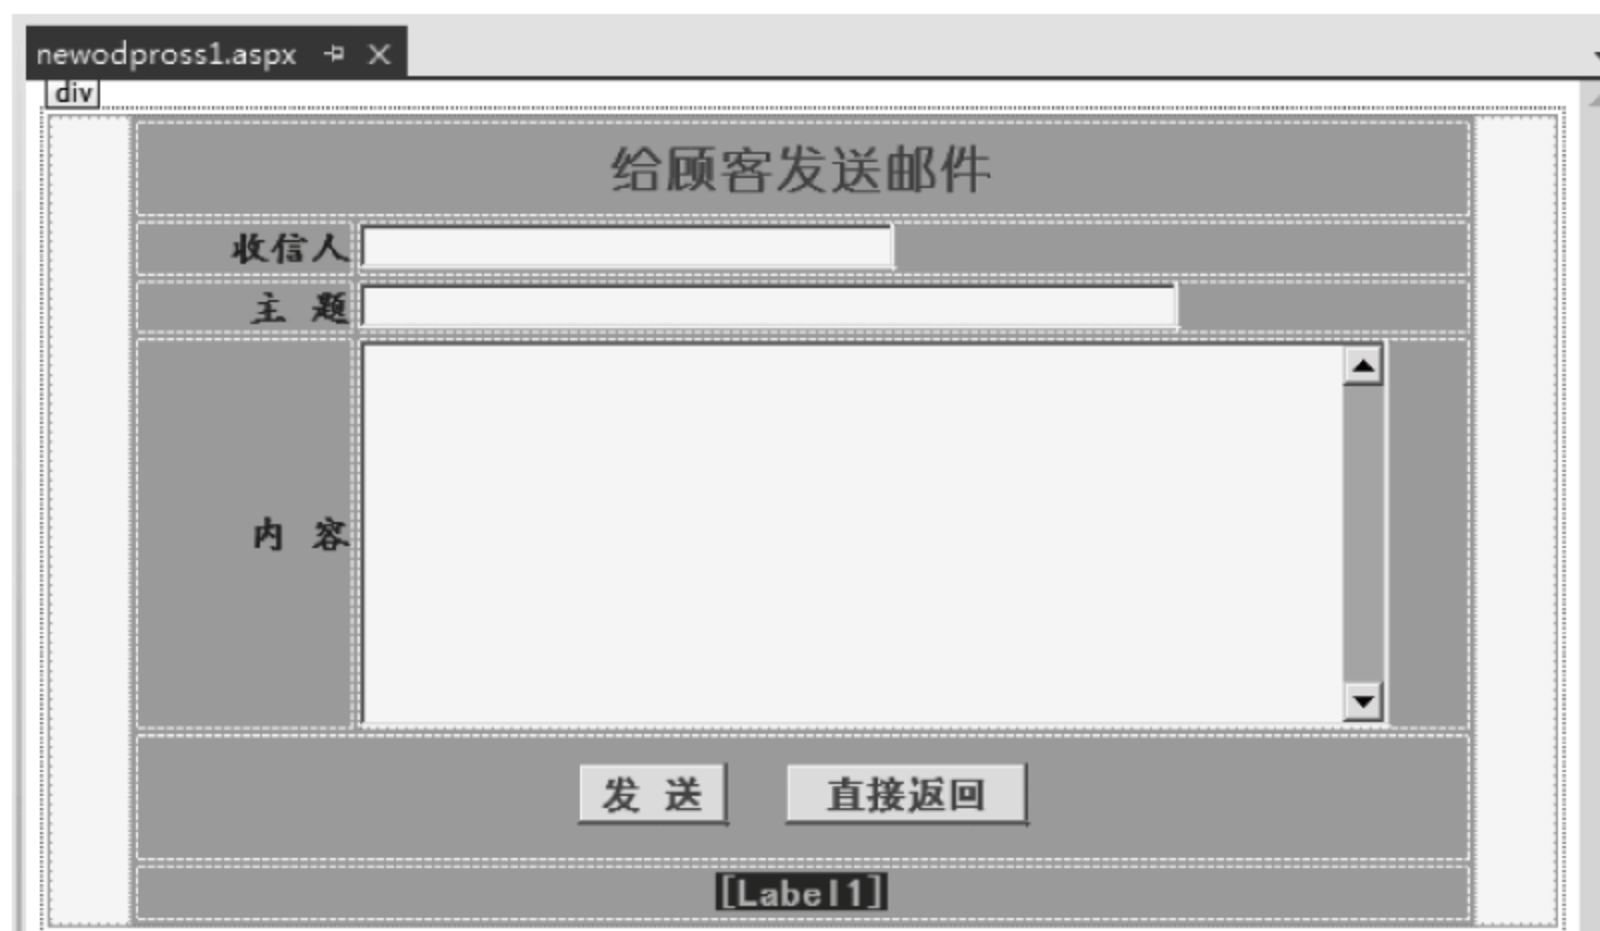 newodpross1.aspx
div
给顾客发送邮件
收信人
主 题
内 容
发 送 直接返回
[Label1]